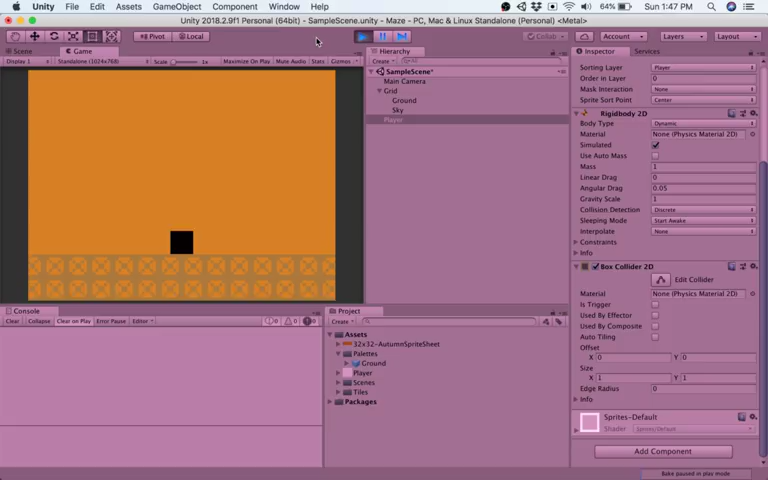 Unity File Edit Assets GameObject Component Window Help 64% Sun 1:47 PM
Unity 2018.2.9f1 Personal (64bit) - SampleScene.unity - Maze - PC, Mac & Linux Standalone (Personal) <Metal>
Pivot Local Collab Account Layers Layout
Scene Game
Display 1 Standalone (1024x768) Scale 1x Maximize On Play Mute Audio Stats Gizmos
Hierarchy
Create
SampleScene*
Main Camera
Grid
Ground
Sky
Player
Inspector Services
Sorting Layer Player
Order in Layer 0
Mask Interaction None
Sprite Sort Point Center
Rigidbody 2D
Body Type Dynamic
Material None (Physics Material 2D)
Simulated
Use Auto Mass
Mass 1
Linear Drag 0
Angular Drag 0.05
Gravity Scale 1
Collision Detection Discrete
Sleeping Mode Start Awake
Interpolate None
Constraints
Info
Box Collider 2D
Edit Collider
Material None (Physics Material 2D)
Is Trigger
Used By Effector
Used By Composite
Auto Tiling
Offset
X 0 Y 0
Size
X 1 Y 1
Edge Radius 0
Info
Sprites-Default
Shader Sprites/Default
Add Component
Bake paused in play mode
Console
Clear Collapse Clear on Play Error Pause Editor 0 0 0
Project
Create
Assets
32x32-AutumnSpriteSheet
Palettes
Ground
Player
Scenes
Tiles
Packages